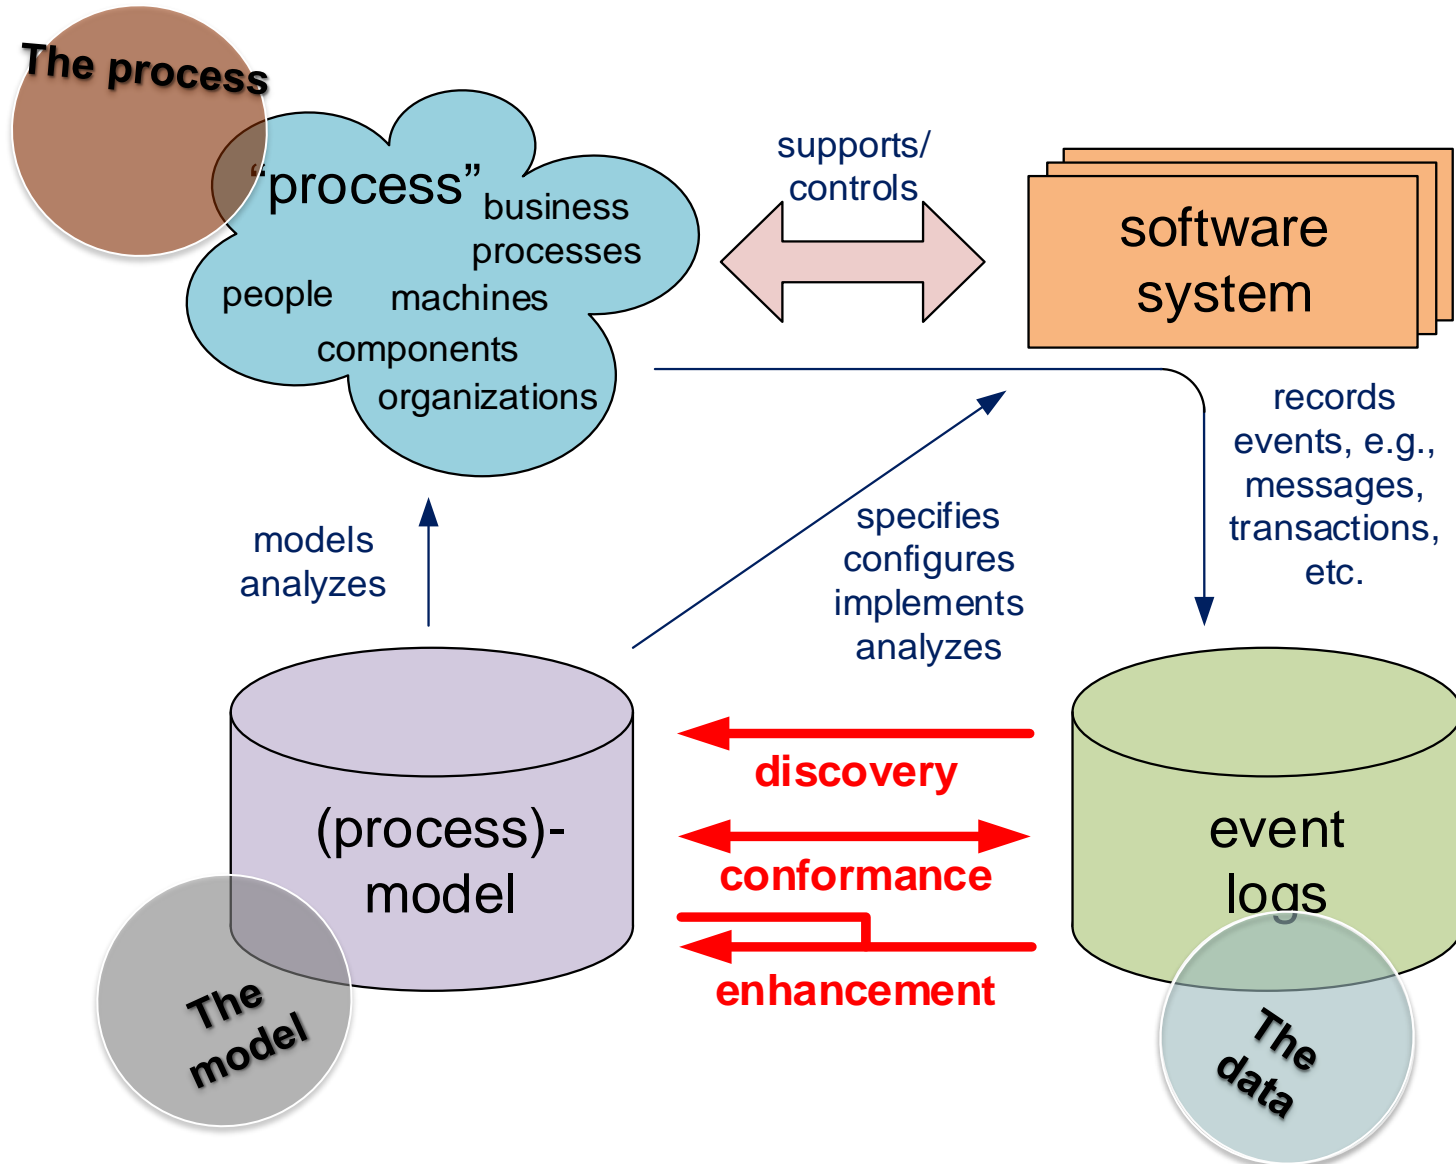 The process
“process”
business
processes
people
machines
components
organizations
supports/
controls
software
system
records
events, e.g.,
messages,
transactions,
etc.
models
analyzes
specifies
configures
implements
analyzes
(process)-
model
discovery
conformance
enhancement
event
logs
The
model
The
data